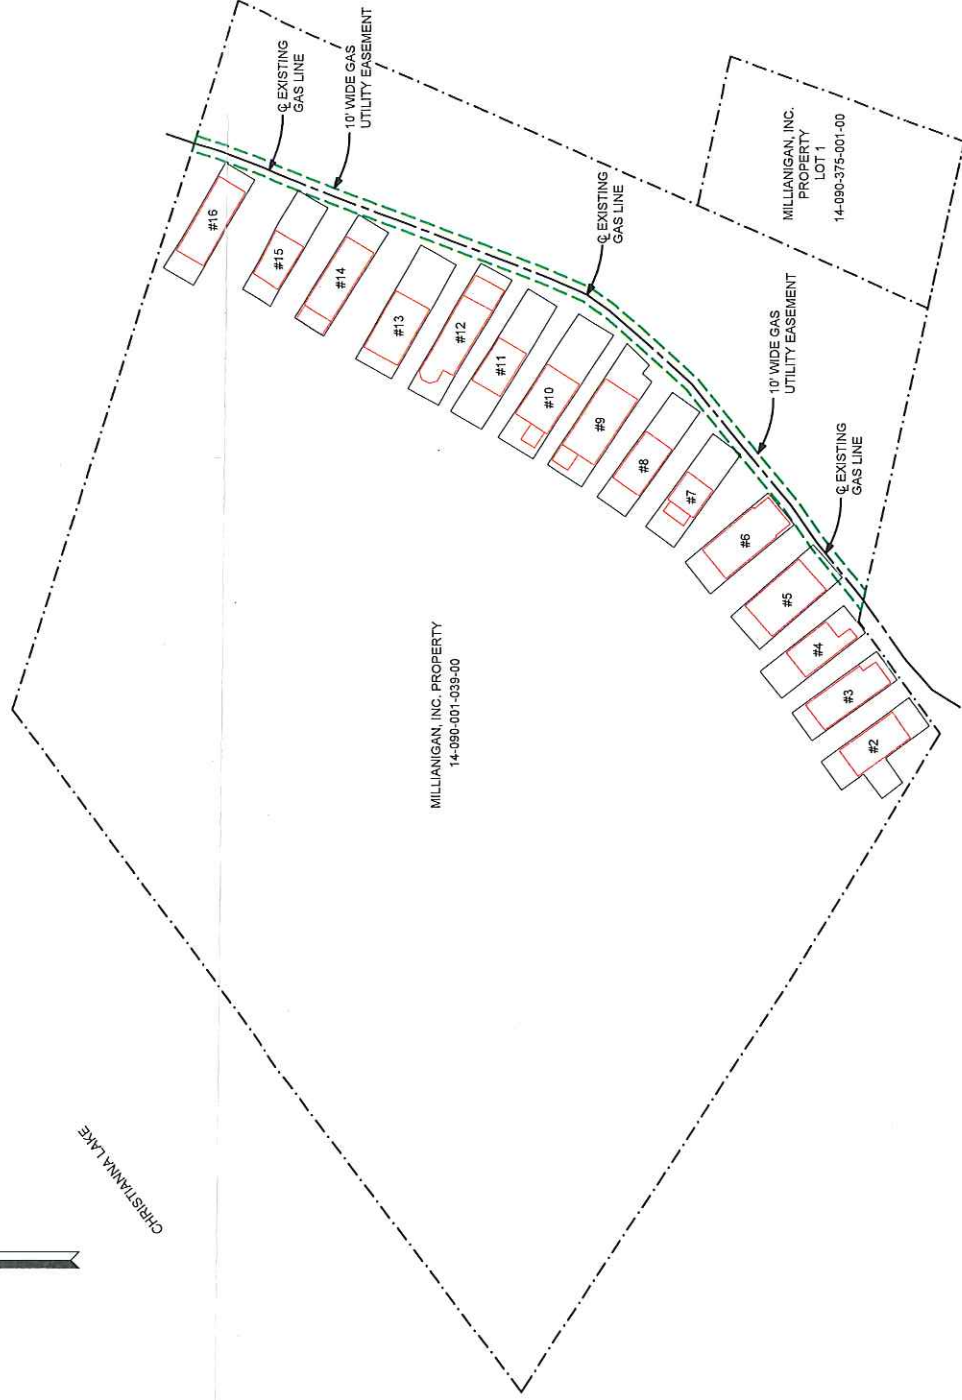 ℄ EXISTING
GAS LINE
10' WIDE GAS
UTILITY EASEMENT
MILLIANIGAN, INC.
PROPERTY
LOT 1
14-090-375-001-00
#16
#15
#14
℄ EXISTING
GAS LINE
#13
#12
#11
10' WIDE GAS
UTILITY EASEMENT
#10
#9
#8
℄ EXISTING
GAS LINE
#7
#6
#5
#4
#3
#2
MILLIANIGAN, INC. PROPERTY
14-090-001-039-00
CHRISTIANNA LAKE